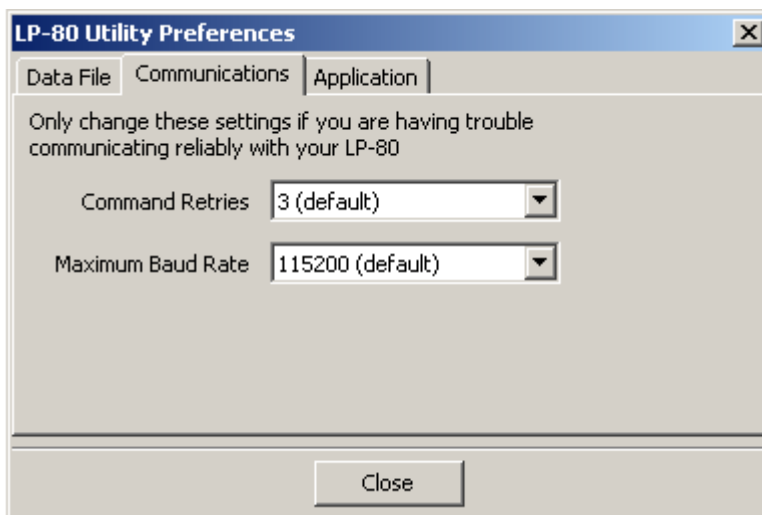 LP-80 Utility Preferences
Data File Communications Application
Only change these settings if you are having trouble
communicating reliably with your LP-80
Command Retries 3 (default)
Maximum Baud Rate 115200 (default)
Close